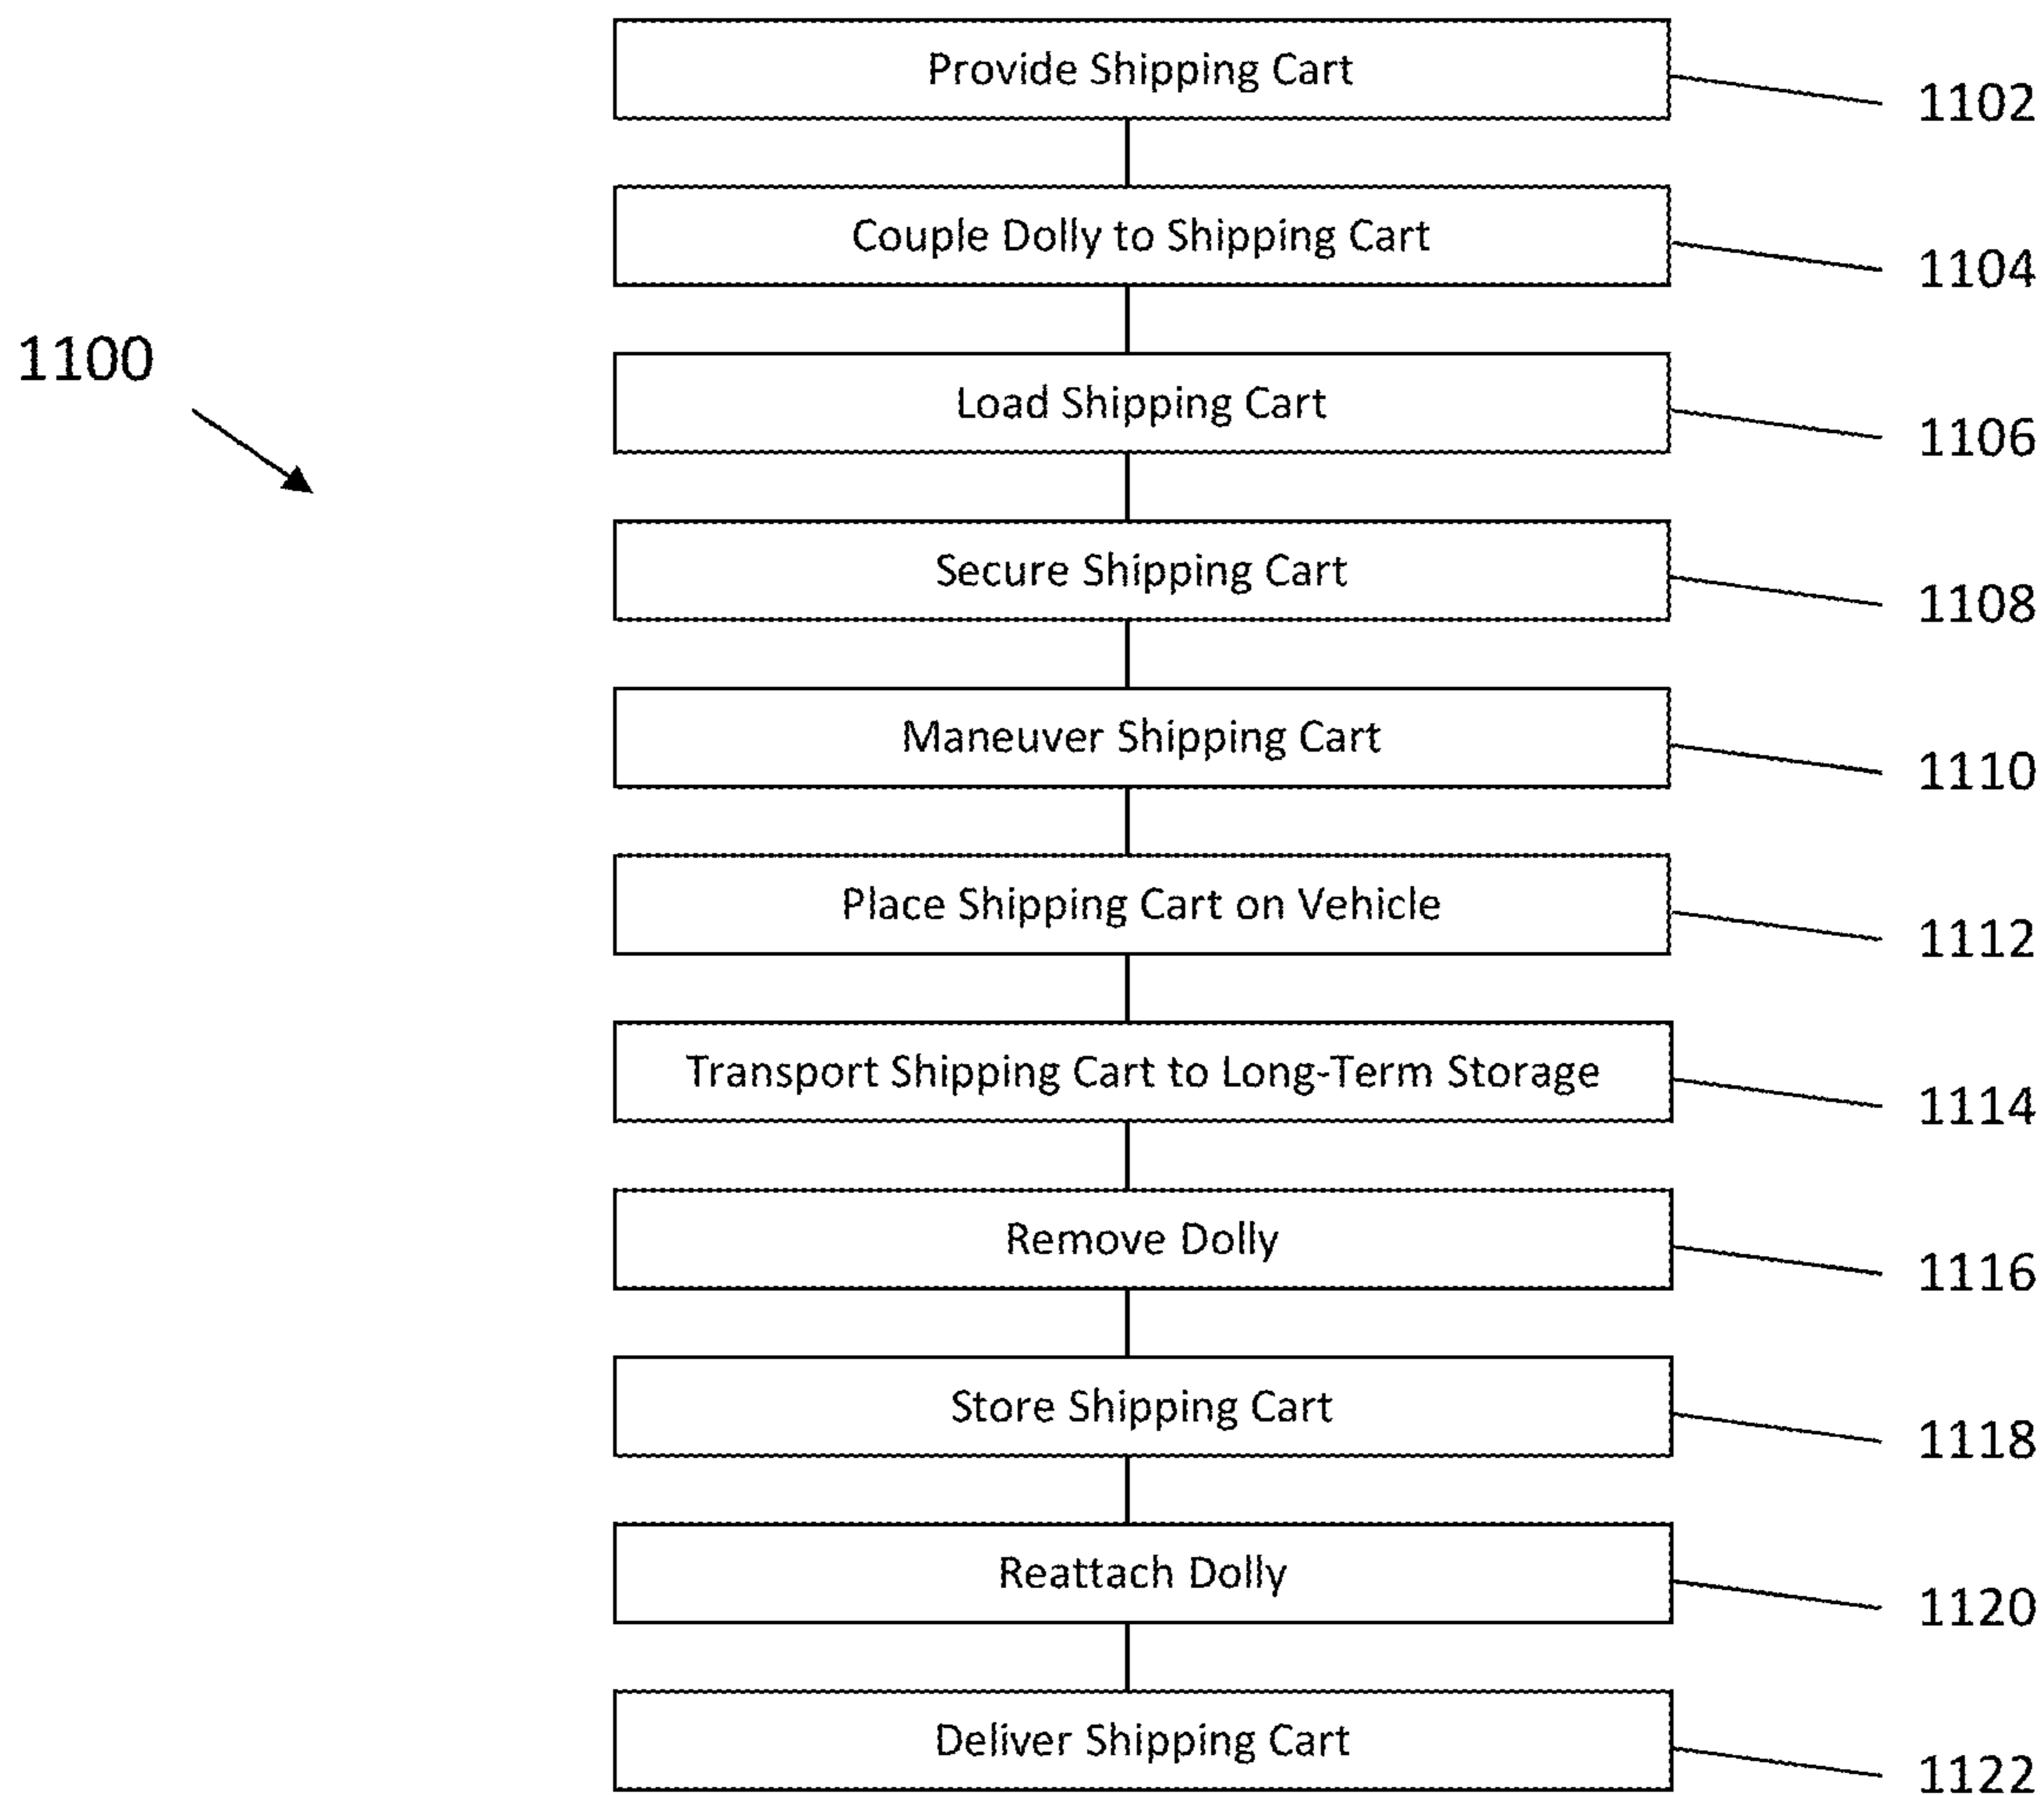 Provide Shipping Cart
1102
Couple Dolly to Shipping Cart
1104
1100
Load Shipping Cart
1106
Secure Shipping Cart
1108
Maneuver Shipping Cart
1110
Place Shipping Cart on Vehicle
1112
Transport Shipping Cart to Long-Term Storage
1114
Remove Dolly
1116
Store Shipping Cart
1118
Reattach Dolly
1120
Deliver Shipping Cart
1122